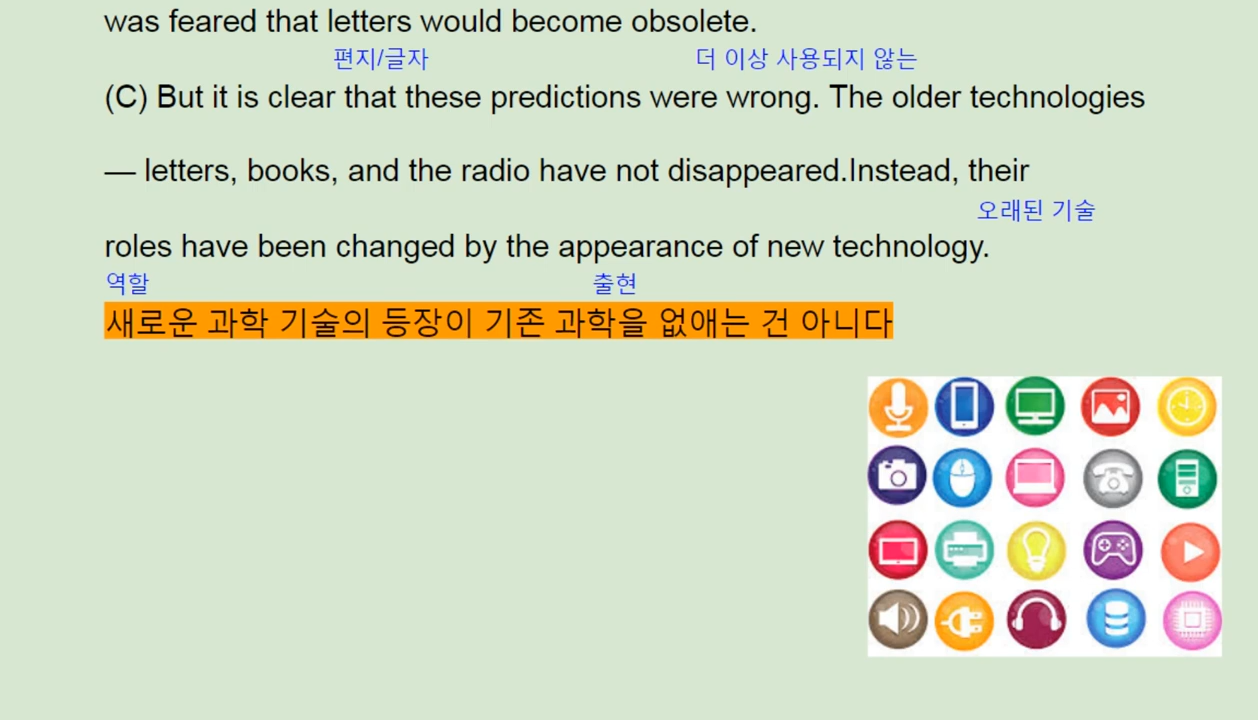 was feared that letters would become obsolete.
편지/글자 더 이상 사용되지 않는
(C) But it is clear that these predictions were wrong. The older technologies
— letters, books, and the radio have not disappeared.Instead, their
오래된 기술
roles have been changed by the appearance of new technology.
역할 출현
새로운 과학 기술의 등장이 기존 과학을 없애는 건 아니다